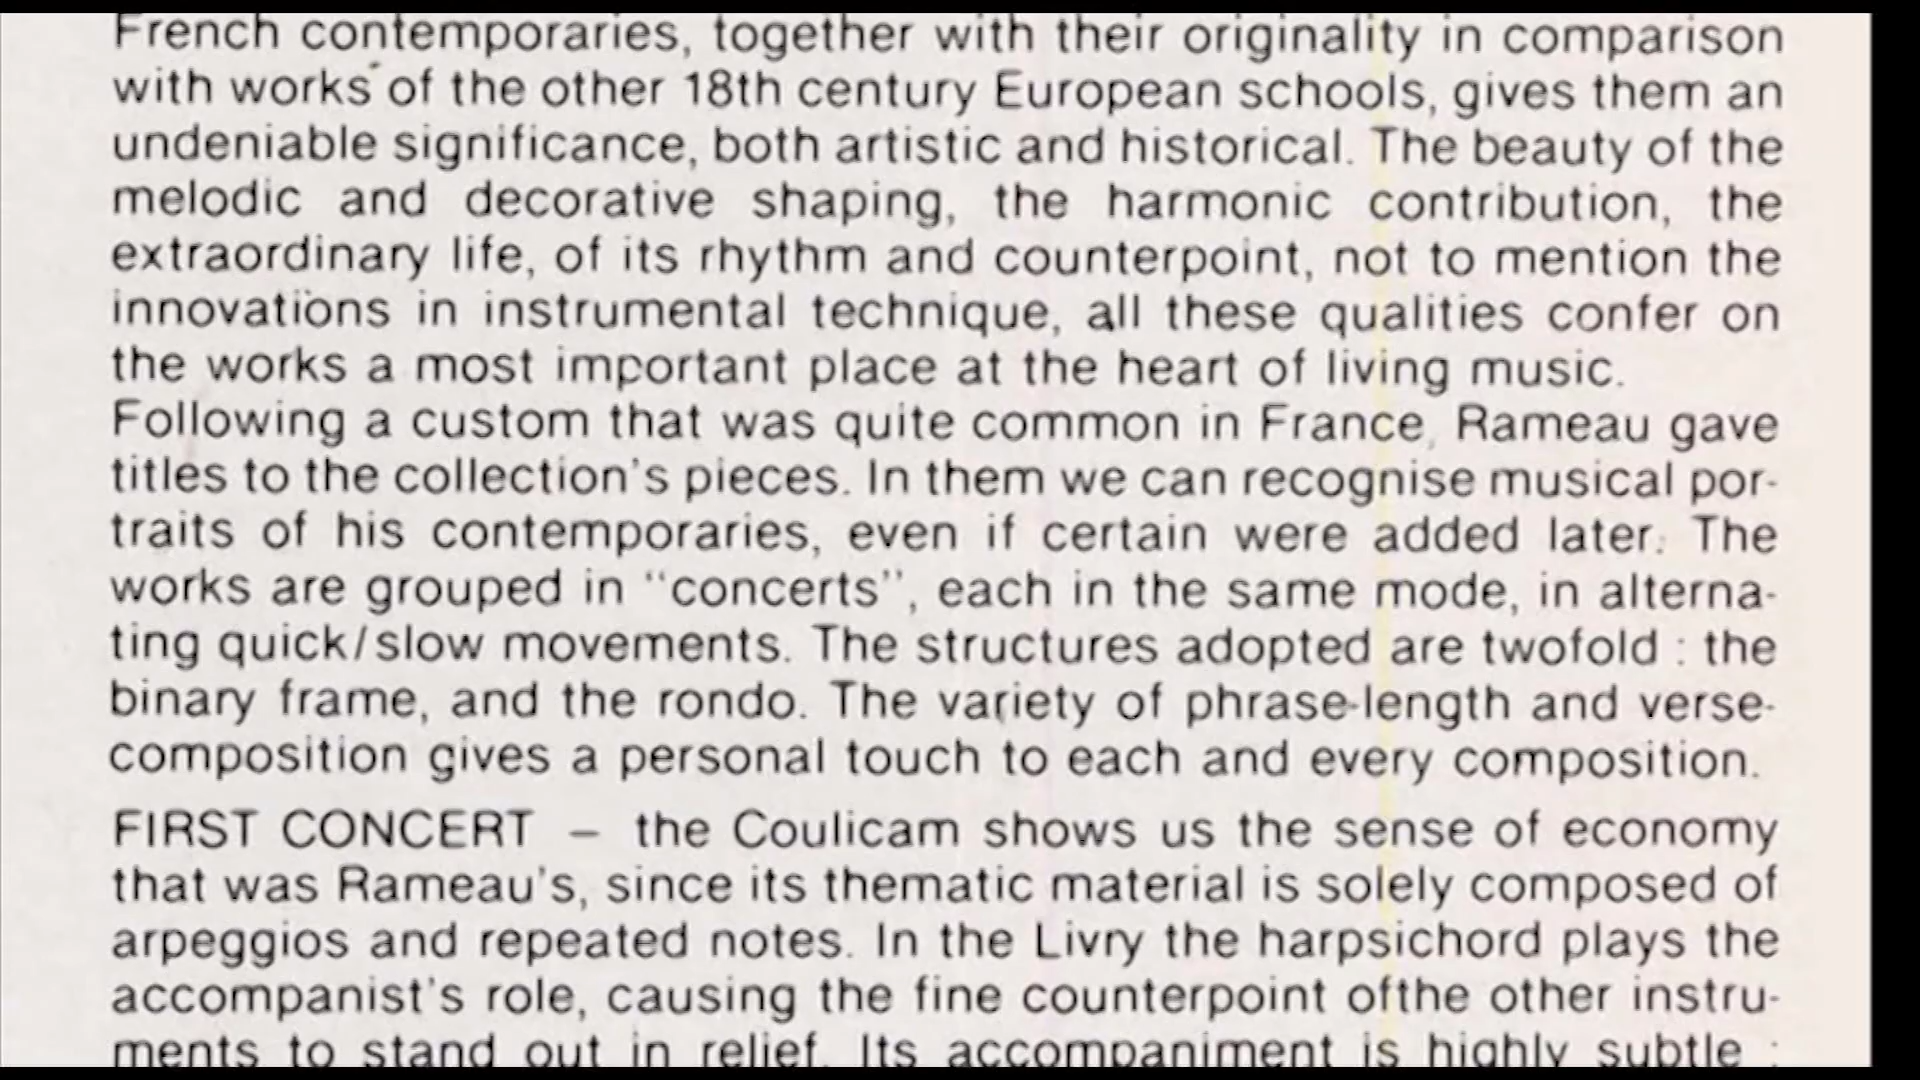 French contemporaries, together with their originality in comparison
with works of the other 18th century European schools, gives them an
undeniable significance, both artistic and historical. The beauty of the
melodic and decorative shaping, the harmonic contribution, the
extraordinary life, of its rhythm and counterpoint, not to mention the
innovations in instrumental technique, all these qualities confer on
the works a most important place at the heart of living music.
Following a custom that was quite common in France, Rameau gave
titles to the collection's pieces. In them we can recognise musical por-
traits of his contemporaries, even if certain were added later. The
works are grouped in "concerts", each in the same mode, in alterna-
ting quick/slow movements. The structures adopted are twofold : the
binary frame, and the rondo. The variety of phrase-length and verse-
composition gives a personal touch to each and every composition.
FIRST CONCERT – the Coulicam shows us the sense of economy
that was Rameau's, since its thematic material is solely composed of
arpeggios and repeated notes. In the Livry the harpsichord plays the
accompanist's role, causing the fine counterpoint ofthe other instru-
ments to stand out in relief. Its accompaniment is highly subtle :